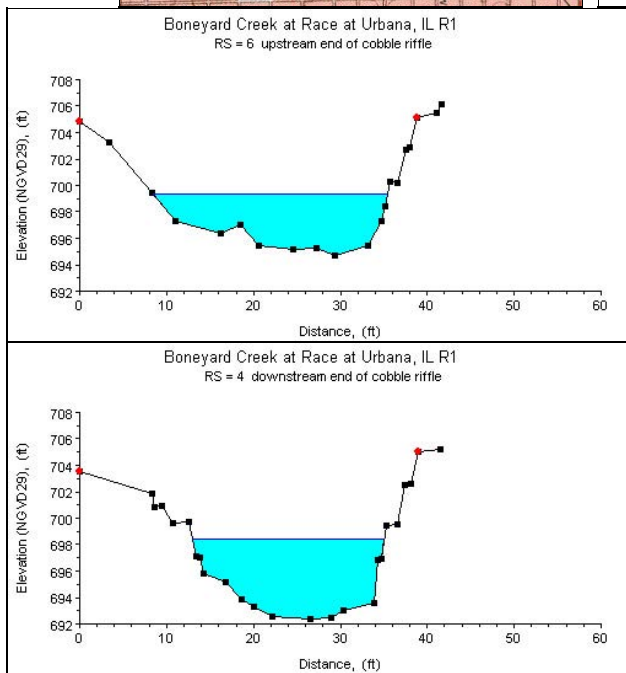 Boneyard Creek at Race at Urbana, IL R1
RS = 6 upstream end of cobble riffle
Elevation (NGVD29), (ft)
708
706
704
702
700
698
696
694
692
0 10 20 30 40 50 60
Distance, (ft)
Boneyard Creek at Race at Urbana, IL R1
RS = 4 downstream end of cobble riffle
Elevation (NGVD29), (ft)
708
706
704
702
700
698
696
694
692
0 10 20 30 40 50 60
Distance, (ft)